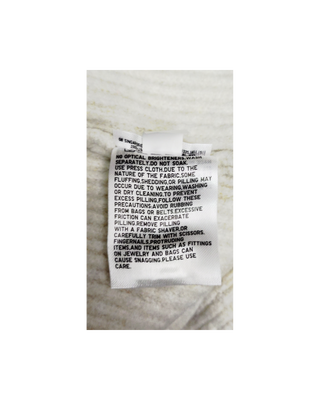 NO OPTICAL BRIGHTENERS.WASH
SEPARATELY.DO NOT SOAK.
USE PRESS CLOTH.DUE TO THE
NATURE OF THE FABRIC.SOME
FLUFFING,SHEDDING,OR PILLING MAY
OCCUR DUE TO WEARING,WASHING
OR DRY CLEANING.TO PREVENT
EXCESS PILLING,FOLLOW THESE
PRECAUTIONS.AVOID RUBBING
FROM BAGS OR BELTS.EXCESSIVE
FRICTION CAN EXACERBATE
PILLING.REMOVE PILLING
WITH A FABRIC SHAVER,OR
CAREFULLY TRIM WITH SCISSORS.
FINGERNAILS,PROTRUDING
ITEMS,AND ITEMS SUCH AS FITTINGS
ON JEWELRY AND BAGS CAN
CAUSE SNAGGING.PLEASE USE
CARE.